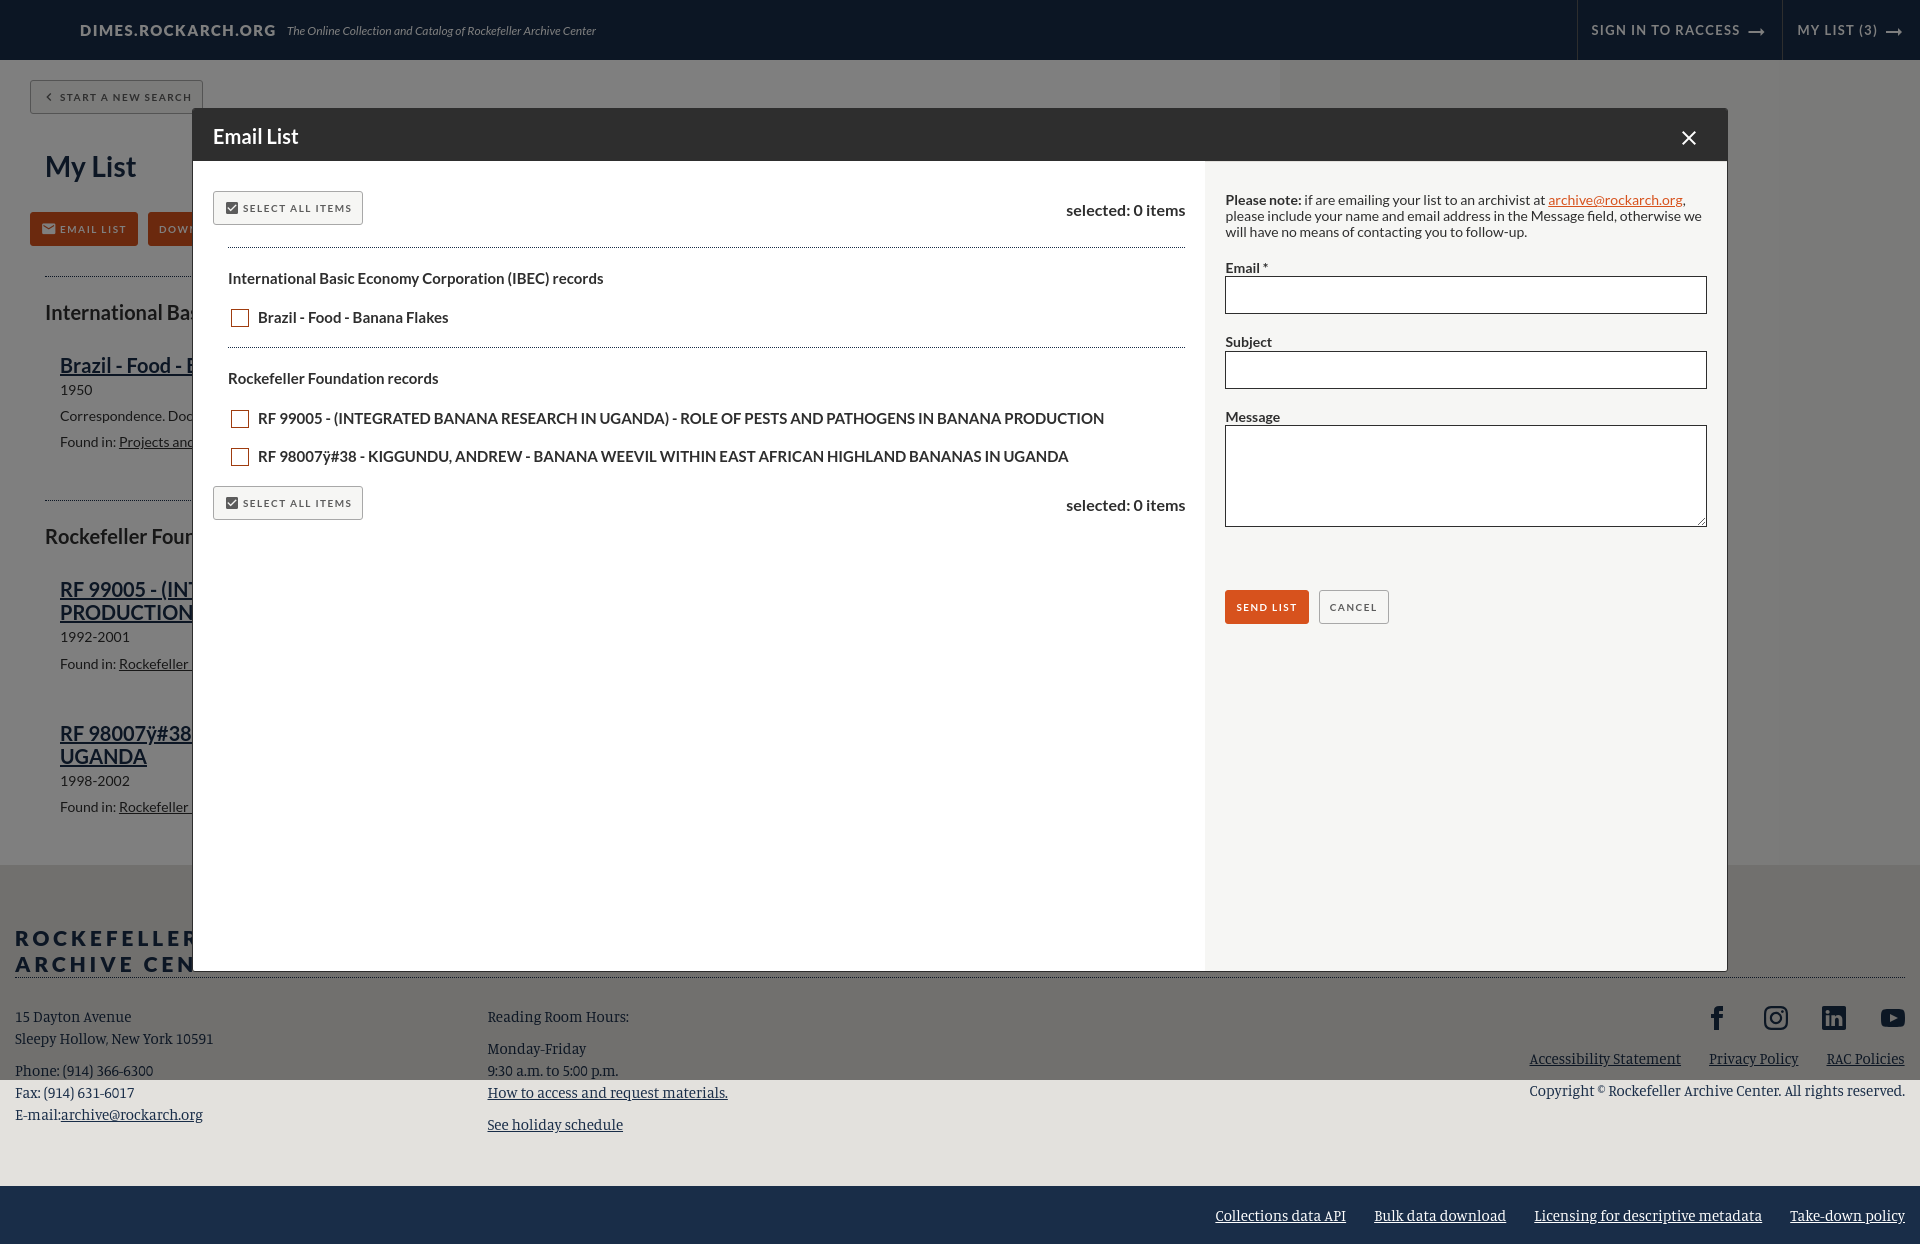 DIMES.ROCKARCH.ORG The Online Collection and Catalog of Rockefeller Archive Center
SIGN IN TO RACCESS
MY LIST (3)
START A NEW SEARCH
My List
EMAIL LIST
International
Brazil - Food -
1950
Correspondence.
Found in: Projects
Rockefeller
RF 99005 -
PRODUCTION
1992-2001
Found in: Rockefeller
RF 98007ÿ#38
UGANDA
1998-2002
Found in: Rockefeller
Email List
SELECT ALL ITEMS
selected: 0 items
International Basic Economy Corporation (IBEC) records
Brazil - Food - Banana Flakes
Rockefeller Foundation records
RF 99005 - (INTEGRATED BANANA RESEARCH IN UGANDA) - ROLE OF PESTS AND PATHOGENS IN BANANA PRODUCTION
RF 98007ÿ#38 - KIGGUNDU, ANDREW - BANANA WEEVIL WITHIN EAST AFRICAN HIGHLAND BANANAS IN UGANDA
SELECT ALL ITEMS
selected: 0 items
Please note: if are emailing your list to an archivist at archive@rockarch.org,
please include your name and email address in the Message field, otherwise we
will have no means of contacting you to follow-up.
Email *
Subject
Message
SEND LIST
CANCEL
ROCKEFELLER
ARCHIVE
15 Dayton Avenue
Sleepy Hollow, New York 10591
Phone: (914) 366-6300
Fax: (914) 631-6017
E-mail:archive@rockarch.org
Reading Room Hours:
Monday-Friday
9:30 a.m. to 5:00 p.m.
How to access and request materials.
See holiday schedule
Accessibility Statement
Privacy Policy
RAC Policies
Copyright © Rockefeller Archive Center. All rights reserved.
Collections data API
Bulk data download
Licensing for descriptive metadata
Take-down policy